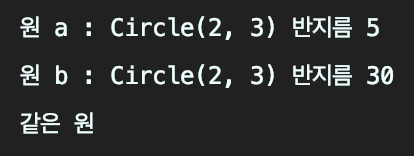 원 a : Circle(2, 3) 반지름 5
원 b : Circle(2, 3) 반지름 30
같은 원